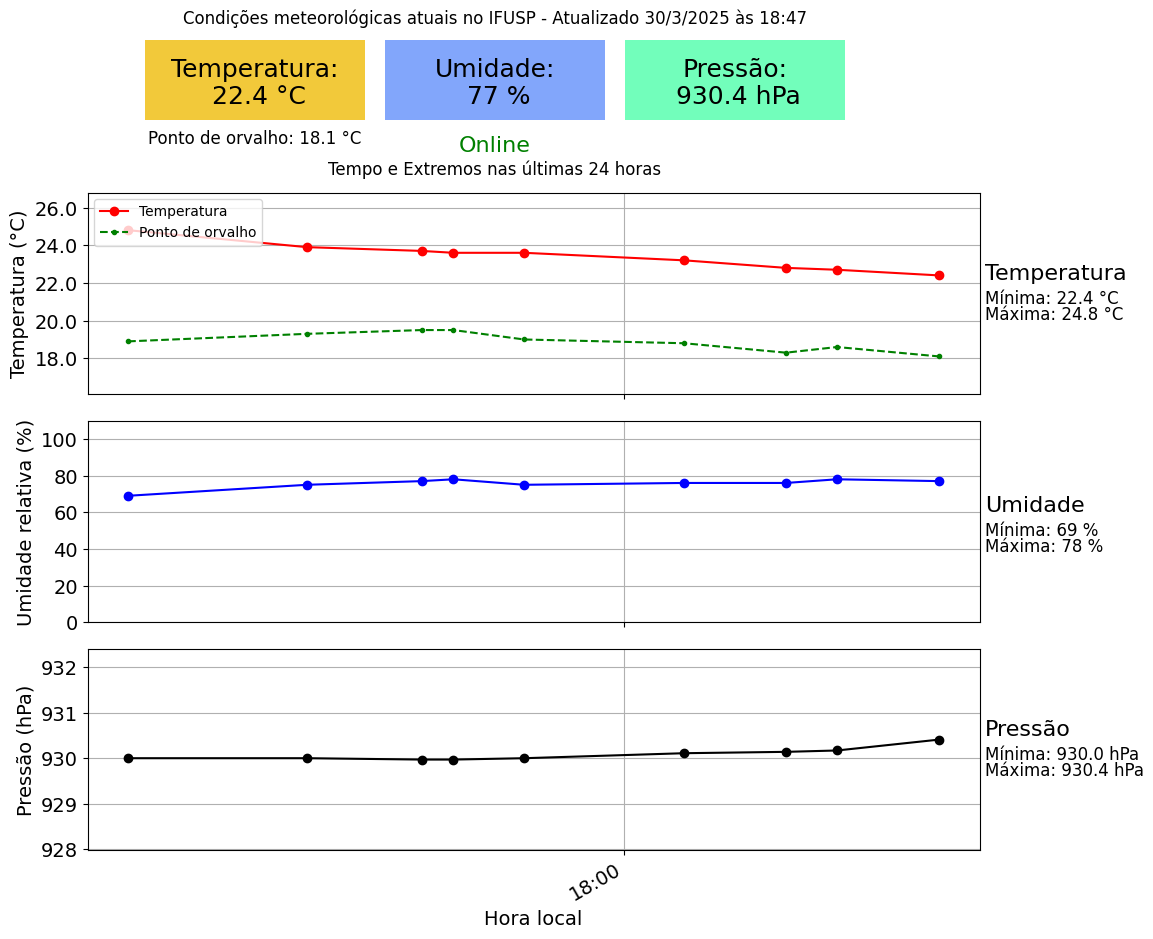 Condições meteorológicas atuais no IFUSP - Atualizado 30/3/2025 às 18:47
Temperatura:
22.4 °C
Umidade:
77 %
Pressão:
930.4 hPa
Ponto de orvalho: 18.1 °C
Online
Tempo e Extremos nas últimas 24 horas
Temperatura (°C)
26.0
24.0
22.0
20.0
18.0
Temperatura
Ponto de orvalho
Temperatura
Mínima: 22.4 °C
Máxima: 24.8 °C
Umidade relativa (%)
100
80
60
40
20
0
Umidade
Mínima: 69 %
Máxima: 78 %
Pressão (hPa)
932
931
930
929
928
Pressão
Mínima: 930.0 hPa
Máxima: 930.4 hPa
18:00
Hora local